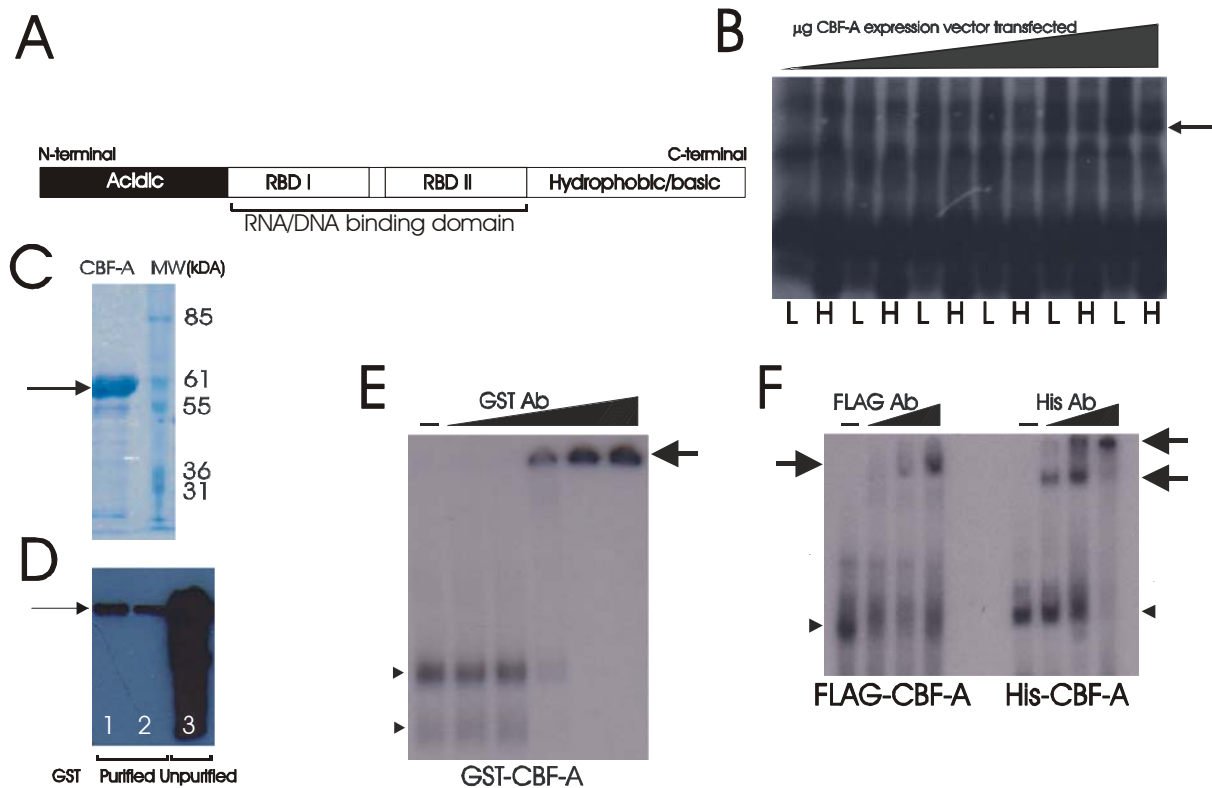 A
N-terminal
C-terminal
Acidic
RBD I
RBD II
Hydrophobic/basic
RNA/DNA binding domain
B
µg CBF-A expression vector transfected
L H L H L H L H L H L H
C
CBF-A
MW(kDA)
85
61
55
36
31
D
1 2 3
GST Purified Unpurified
E
GST Ab
GST-CBF-A
F
FLAG Ab
His Ab
FLAG-CBF-A
His-CBF-A